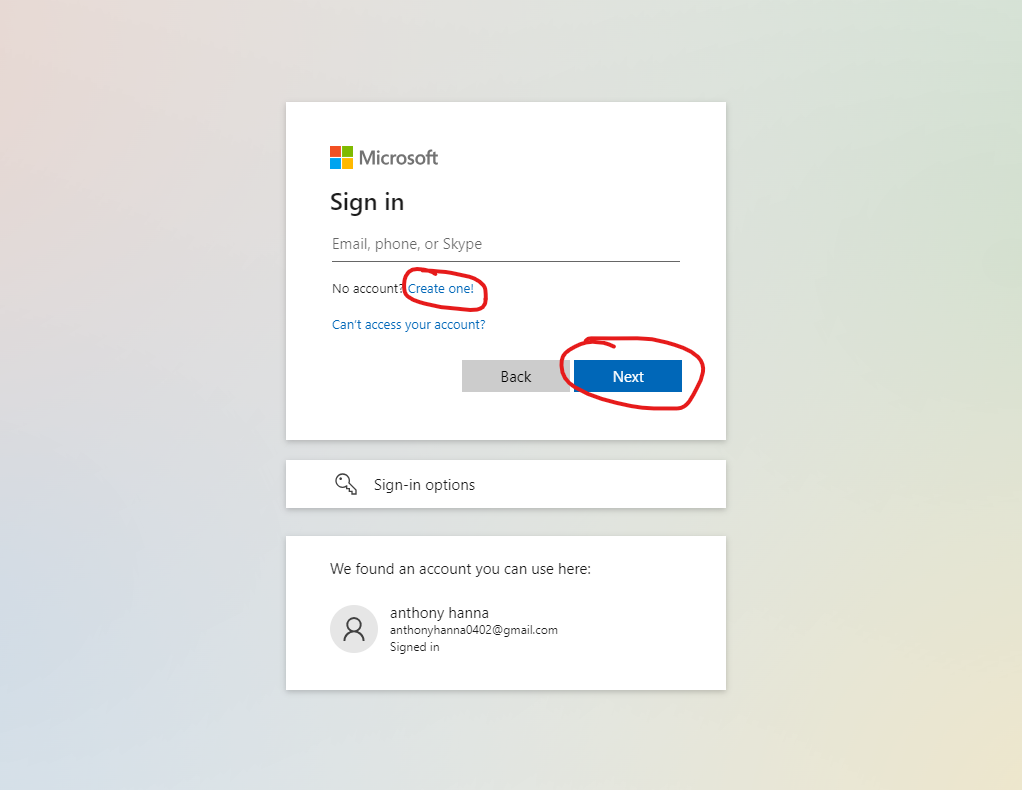 Microsoft
Sign in
Email, phone, or Skype
No account? Create one!
Can't access your account?
Back
Next
Sign-in options
We found an account you can use here:
anthony hanna
anthonyhanna0402@gmail.com
Signed in